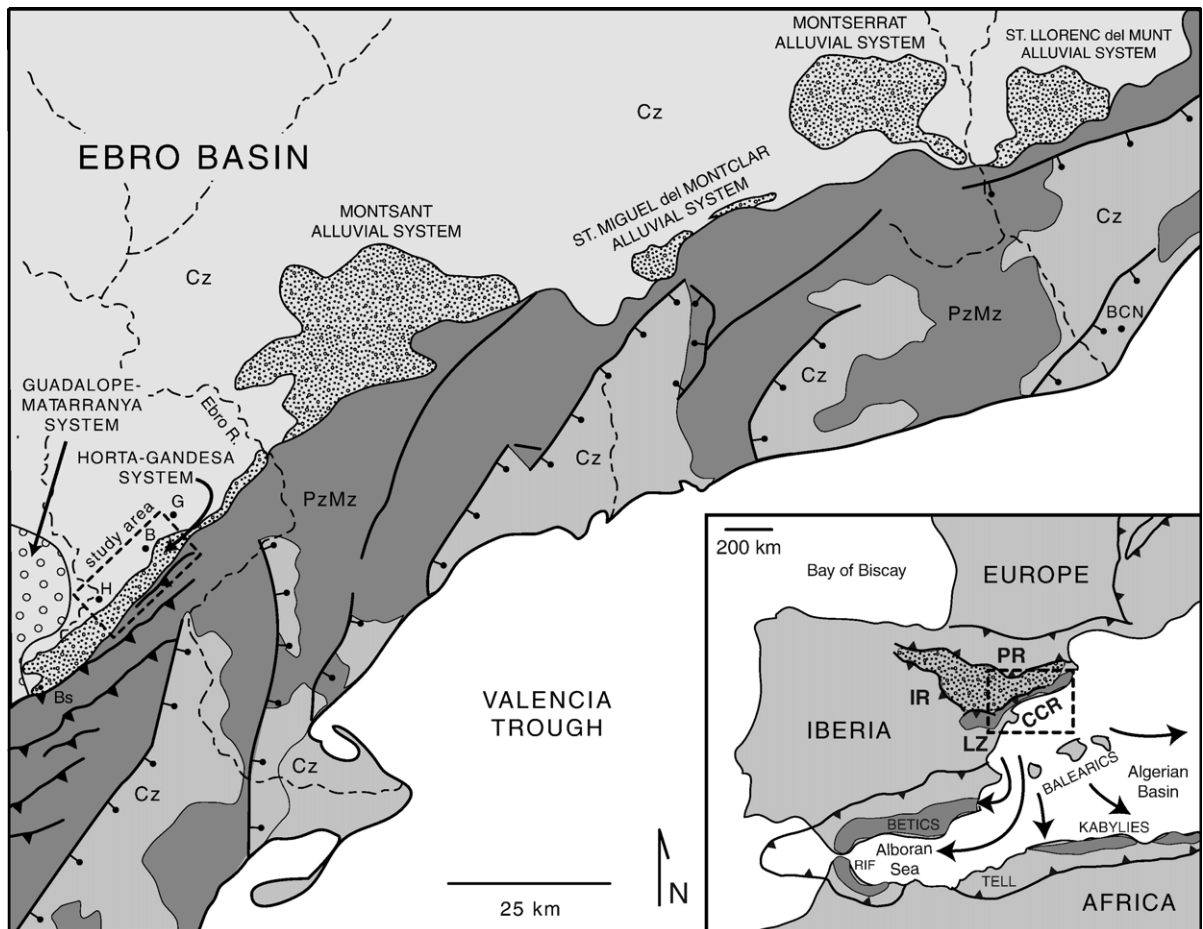 MONTSERRAT
ALLUVIAL SYSTEM
ST. LLORENC del MUNT
ALLUVIAL SYSTEM
Cz
EBRO BASIN
ST. MIGUEL del MONTCLAR
ALLUVIAL SYSTEM
MONTSANT
ALLUVIAL SYSTEM
Cz
Cz
PzMz
BCN
Cz
GUADALOPE-
MATARRANYA
SYSTEM
Ebro R.
HORTA-GANDESA
SYSTEM
Cz
PzMz
G
study area
B
H
Bs
VALENCIA
TROUGH
Cz
Cz
25 km
N
200 km
Bay of Biscay
EUROPE
PR
IR
CCR
IBERIA
LZ
BALEARICS
Algerian
Basin
BETICS
KABYLIES
Alboran
Sea
RIF
TELL
AFRICA